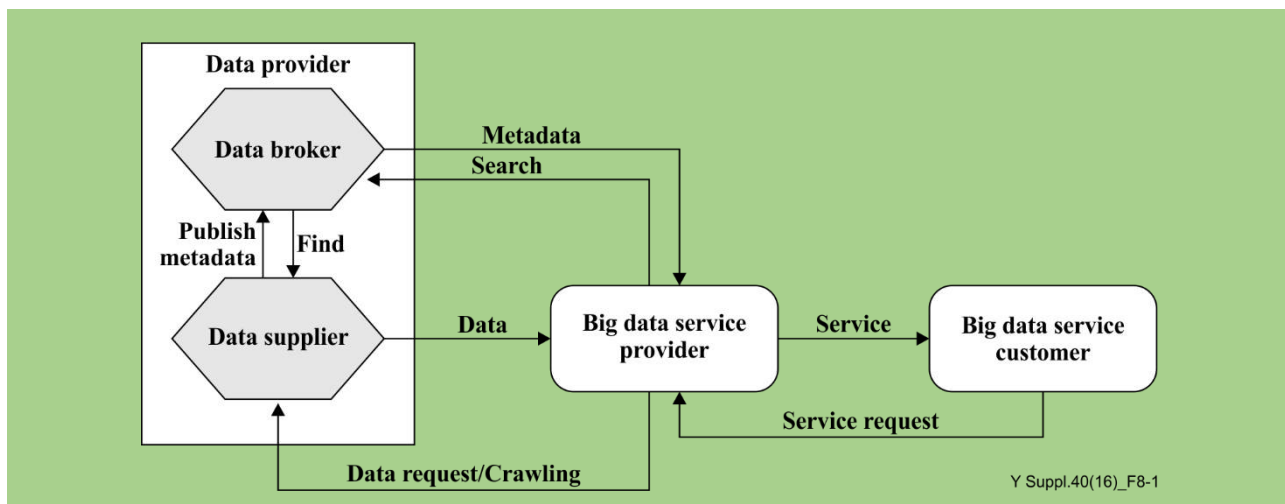 Data provider
Data broker
Metadata
Search
Publish
metadata
Find
Data supplier
Data
Big data service
provider
Service
Big data service
customer
Service request
Data request/Crawling
Y Suppl.40(16)_F8-1